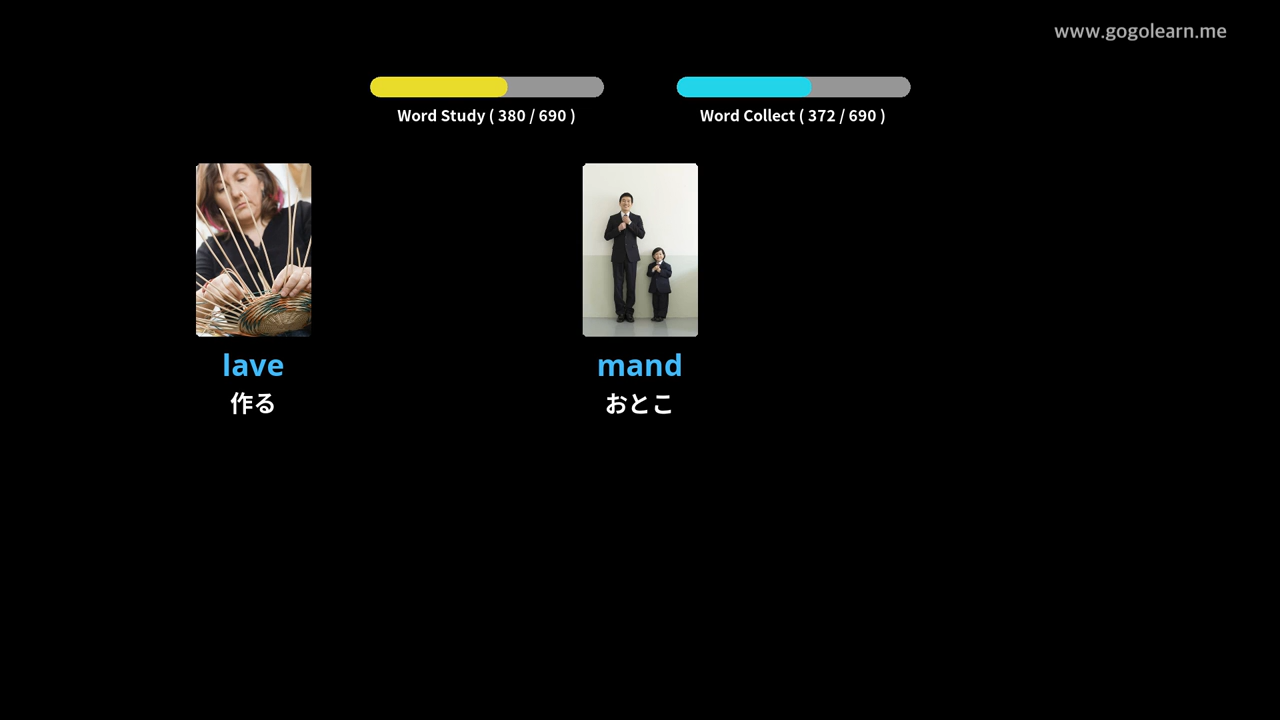 www.gogolearn.me
Word Study ( 380 / 690 )
Word Collect ( 372 / 690 )
lave
作る
mand
おとこ